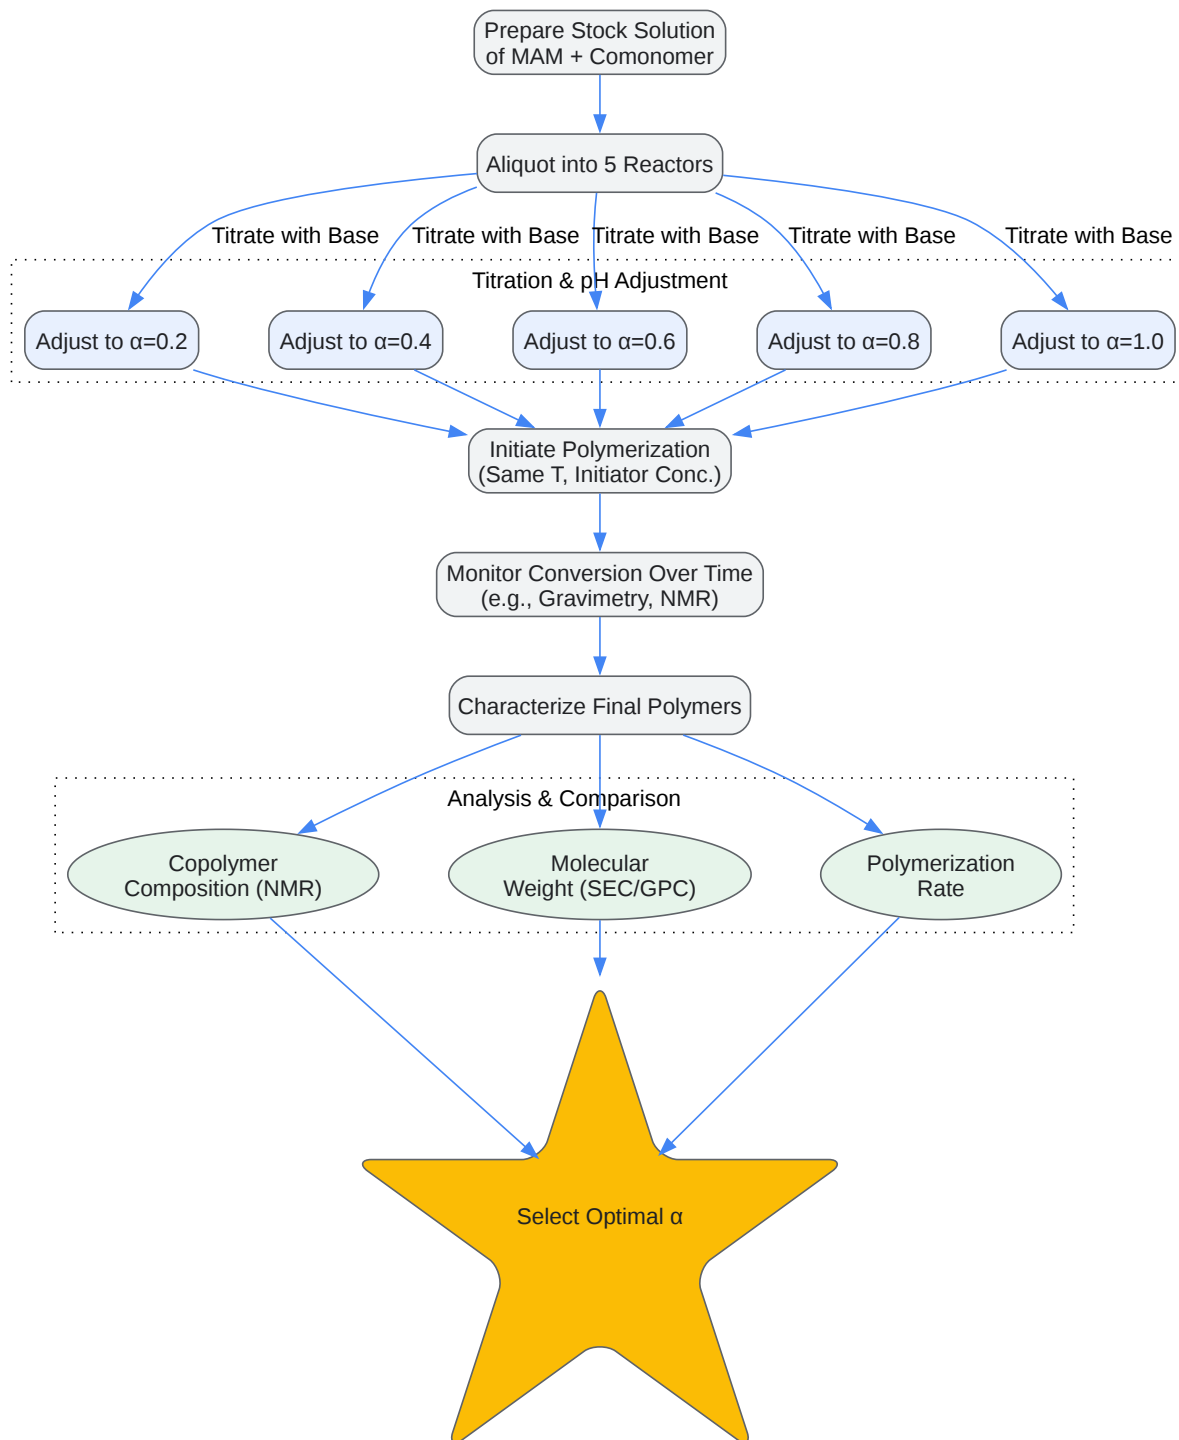 Prepare Stock Solution
of MAM + Comonomer
Aliquot into 5 Reactors
Titrate with Base
Titrate with Base
Titrate with Base
Titrate with Base
Titrate with Base
Titration & pH Adjustment
Adjust to α=0.2
Adjust to α=0.4
Adjust to α=0.6
Adjust to α=0.8
Adjust to α=1.0
Initiate Polymerization
(Same T, Initiator Conc.)
Monitor Conversion Over Time
(e.g., Gravimetry, NMR)
Characterize Final Polymers
Analysis & Comparison
Copolymer
Composition (NMR)
Molecular
Weight (SEC/GPC)
Polymerization
Rate
Select Optimal α